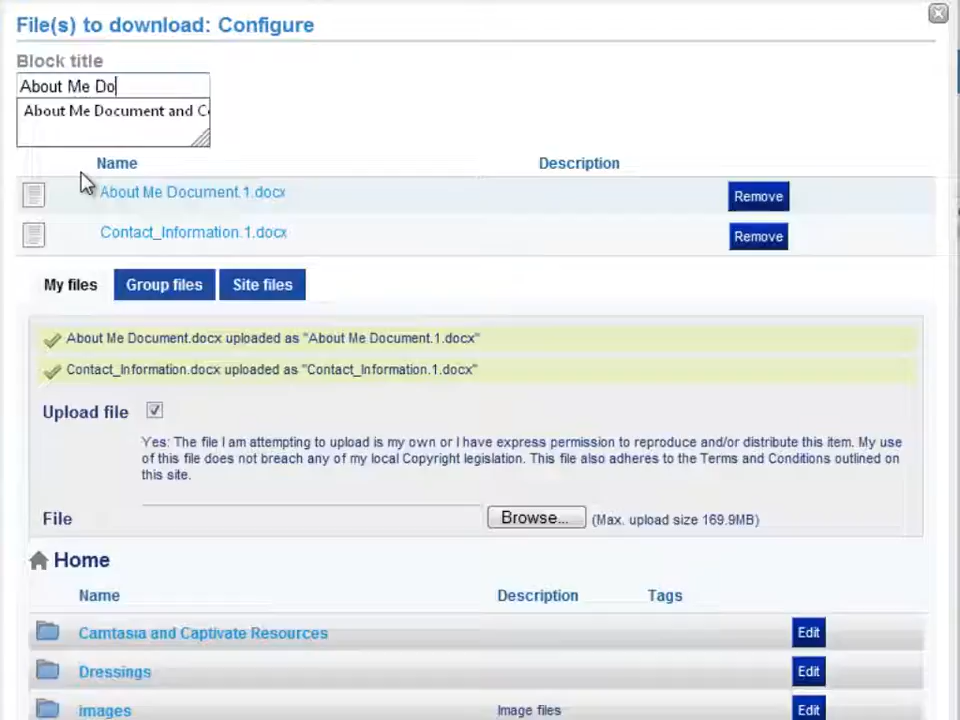 File(s) to download: Configure
Block title
About Me Do
About Me Document and C
Name Description
About Me Document.1.docx Remove
Contact_Information.1.docx Remove
My files Group files Site files
About Me Document.docx uploaded as "About Me Document.1.docx"
Contact_Information.docx uploaded as "Contact_Information.1.docx"
Upload file
Yes: The file I am attempting to upload is my own or I have express permission to reproduce and/or distribute this item. My use
of this file does not breach any of my local Copyright legislation. This file also adheres to the Terms and Conditions outlined on
this site.
File Browse... (Max. upload size 169.9MB)
Home
Name Description Tags
Camtasia and Captivate Resources Edit
Dressings Edit
images Image files Edit